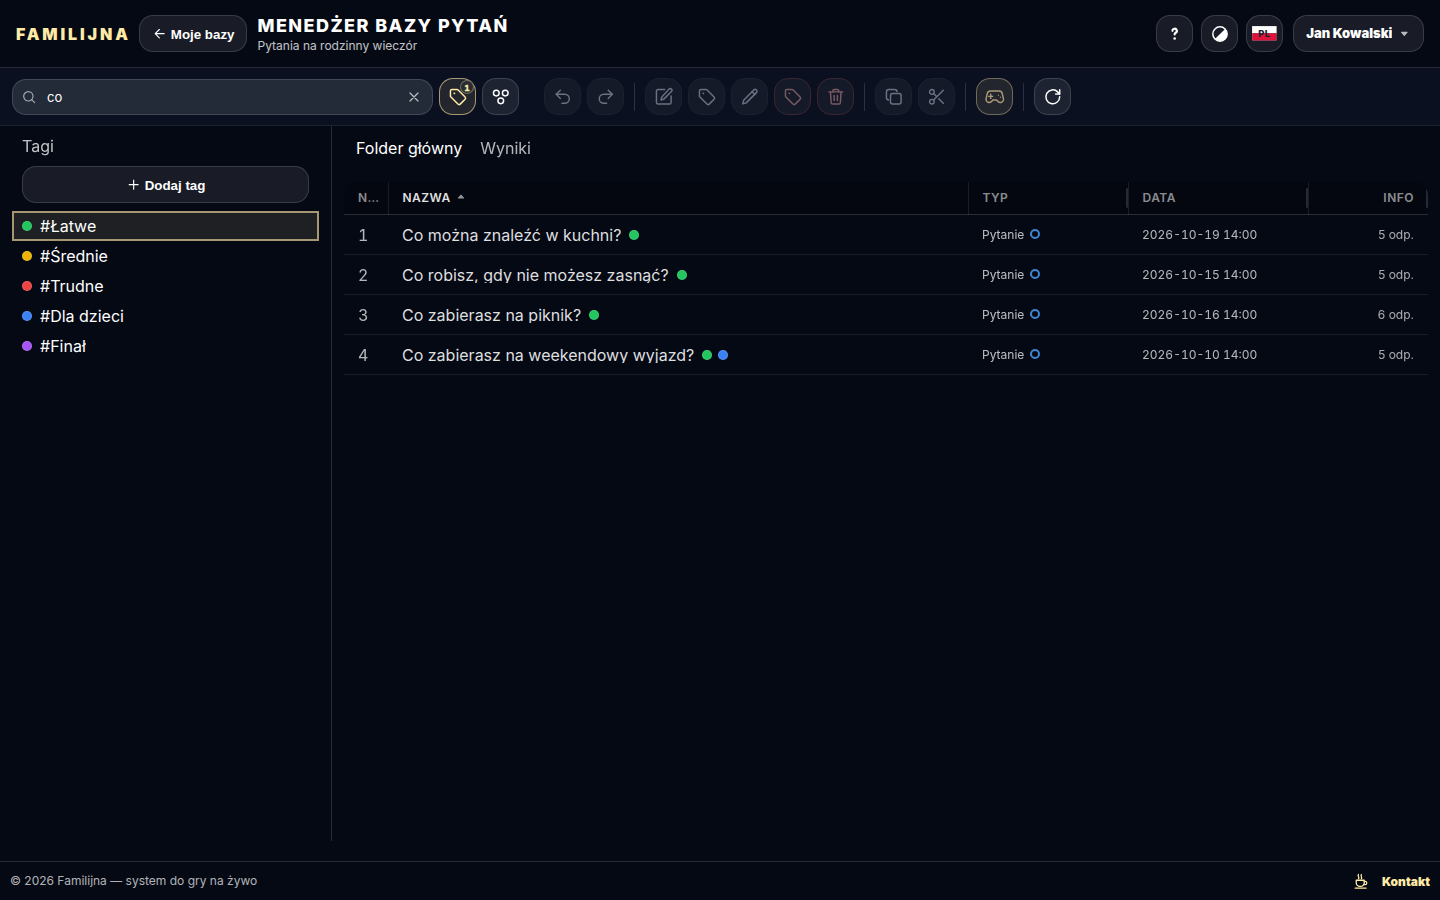 FAMILIJNA
← Moje bazy
MENEDŻER BAZY PYTAŃ
Pytania na rodzinny wieczór
?
PL
Jan Kowalski
co
1
Tagi
+ Dodaj tag
#Łatwe
#Średnie
#Trudne
#Dla dzieci
#Finał
Folder główny Wyniki
N... NAZWA TYP DATA INFO
1 Co można znaleźć w kuchni? Pytanie 2026-10-19 14:00 5 odp.
2 Co robisz, gdy nie możesz zasnąć? Pytanie 2026-10-15 14:00 5 odp.
3 Co zabierasz na piknik? Pytanie 2026-10-16 14:00 6 odp.
4 Co zabierasz na weekendowy wyjazd? Pytanie 2026-10-10 14:00 5 odp.
© 2026 Familijna — system do gry na żywo
Kontakt